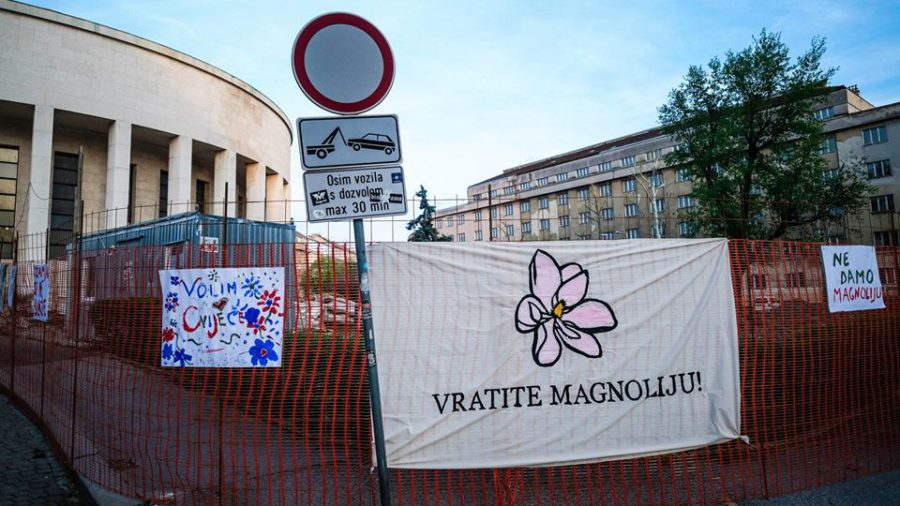 Osim vozila
s dozvolom
max 30 min
VOLIM
CVIJEĆE
VRATITE MAGNOLIJU!
NE
DAMO
MAGNOLIJU